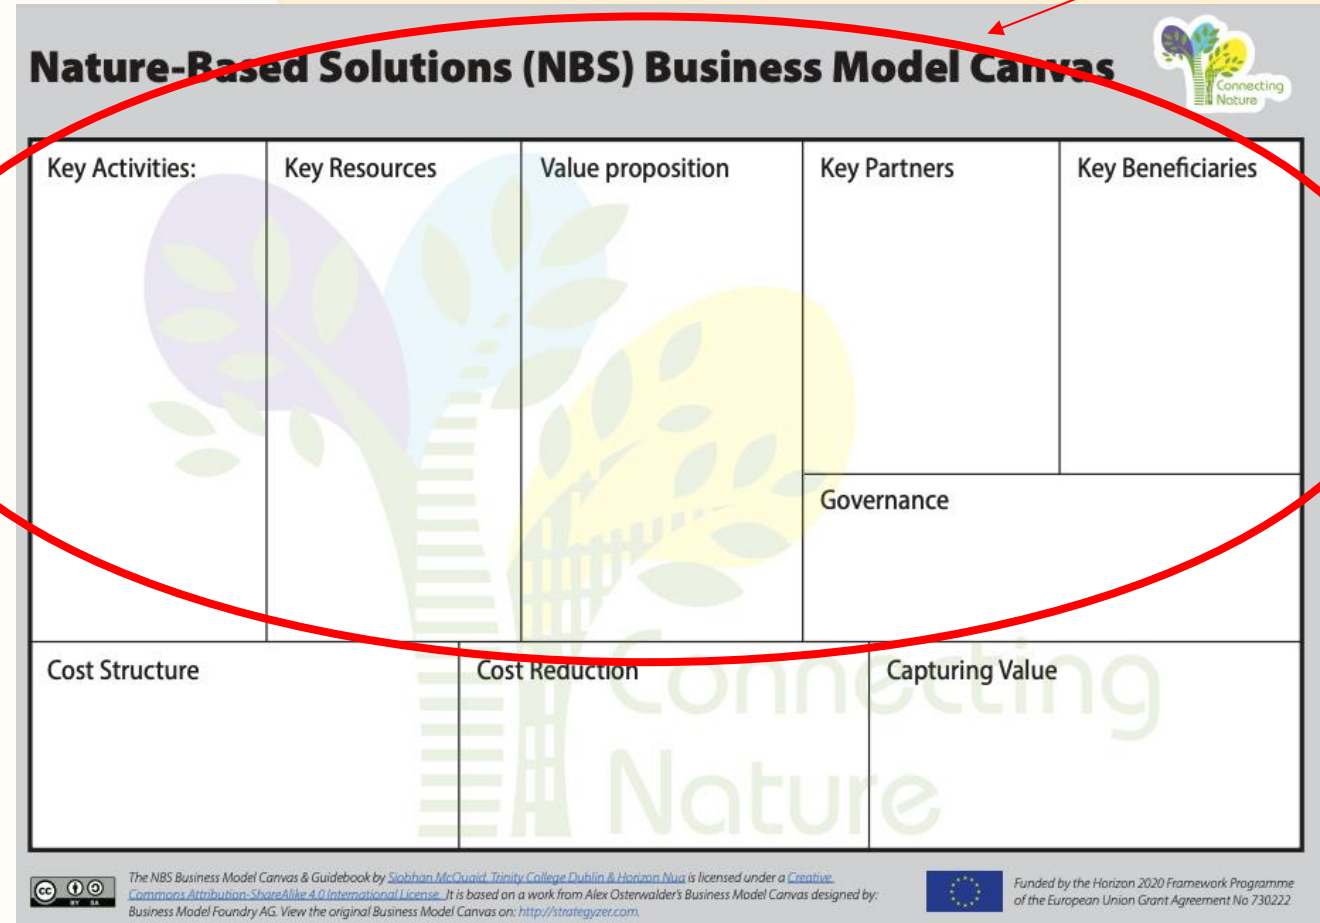 Nature-Based Solutions (NBS) Business Model Canvas
Connecting
Nature
Key Activities:
Key Resources
Value proposition
Key Partners
Key Beneficiaries
Governance
Cost Structure
Cost Reduction
Capturing Value
Connecting
Nature
cc BY SA
The NBS Business Model Canvas & Guidebook by Siobhan McQuaid, Trinity College Dublin & Horizon Nua is licensed under a Creative
Commons Attribution-ShareAlike 4.0 International License. It is based on a work from Alex Osterwalder's Business Model Canvas designed by:
Business Model Foundry AG. View the original Business Model Canvas on: http://strategyzer.com.
Funded by the Horizon 2020 Framework Programme
of the European Union Grant Agreement No 730222